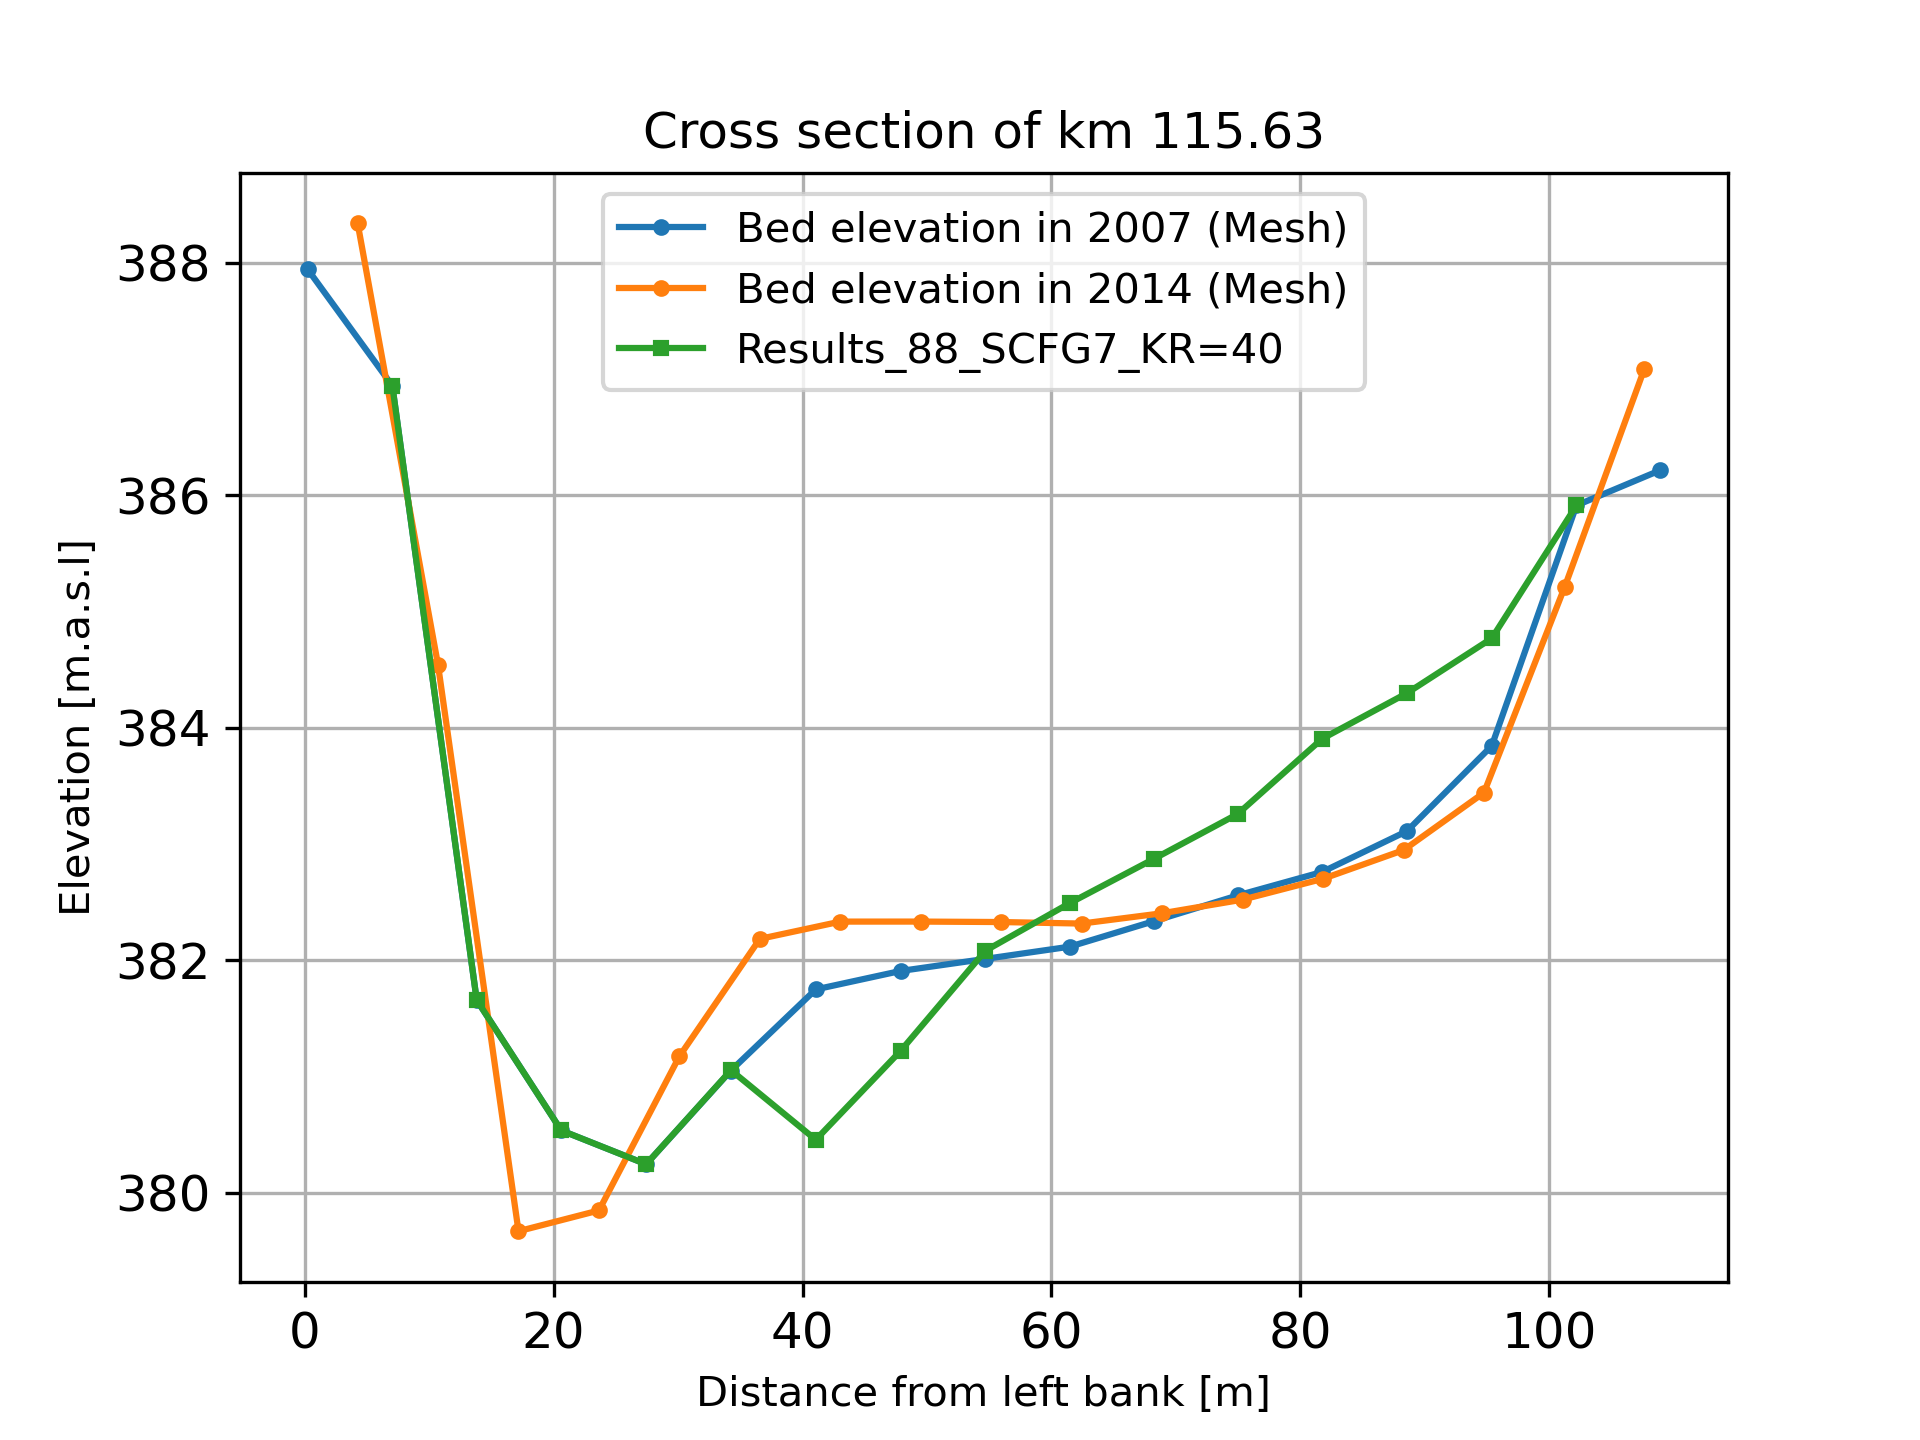 Cross section of km 115.63
Bed elevation in 2007 (Mesh)
Bed elevation in 2014 (Mesh)
Results_88_SCFG7_KR=40
Elevation [m.a.s.l]
388
386
384
382
380
0 20 40 60 80 100
Distance from left bank [m]